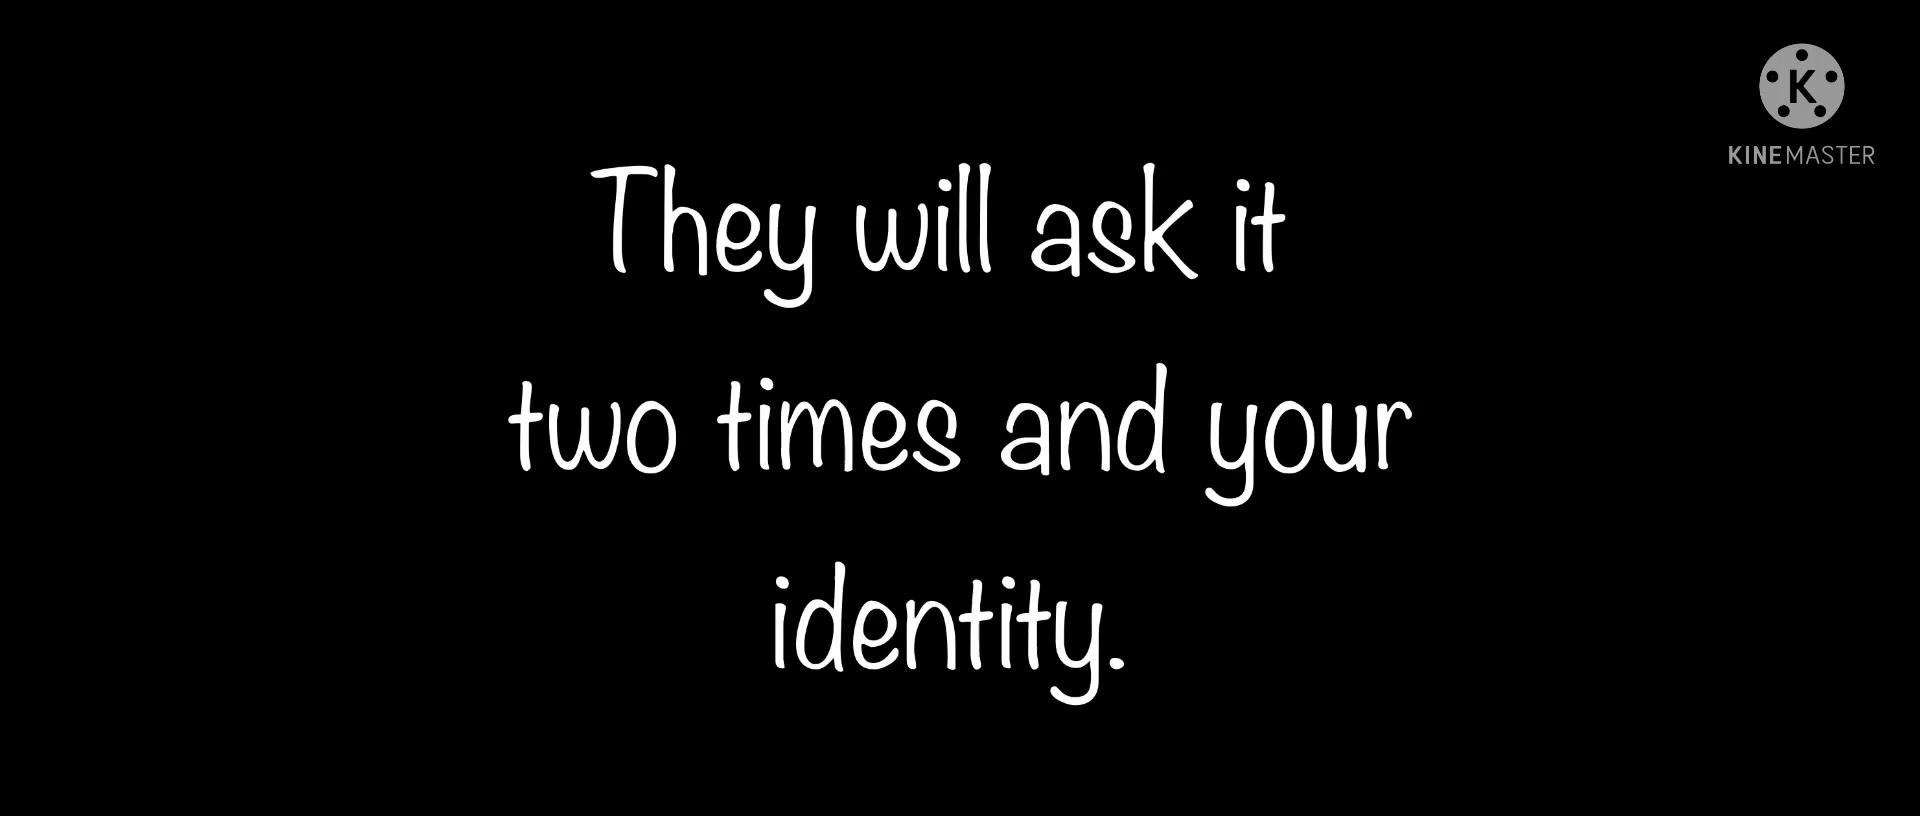 KINEMASTER
They will ask it
two times and your
identity.